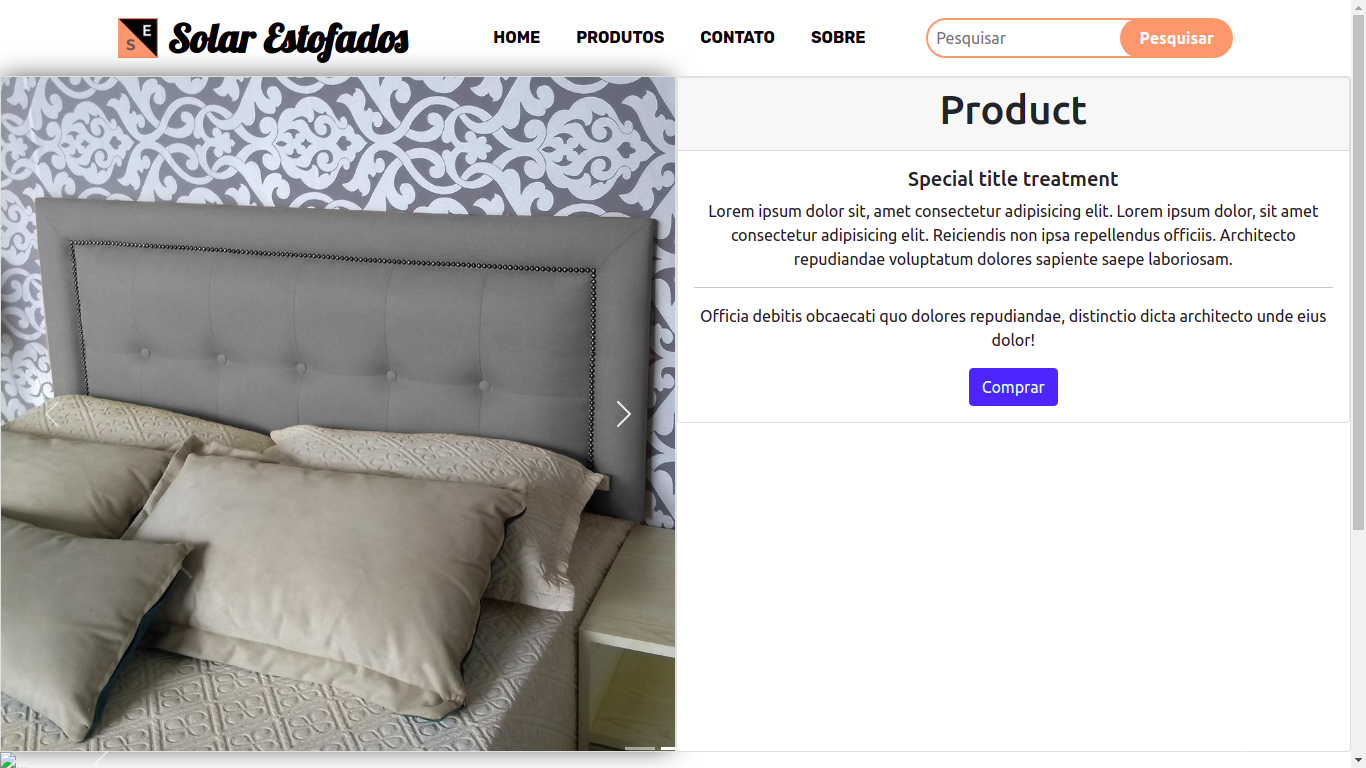 E
S
Solar Estofados
HOME
PRODUTOS
CONTATO
SOBRE
Pesquisar
Pesquisar
Product
Special title treatment
Lorem ipsum dolor sit, amet consectetur adipisicing elit. Lorem ipsum dolor, sit amet
consectetur adipisicing elit. Reiciendis non ipsa repellendus officiis. Architecto
repudiandae voluptatum dolores sapiente saepe laboriosam.
Officia debitis obcaecati quo dolores repudiandae, distinctio dicta architecto unde eius
dolor!
Comprar
...